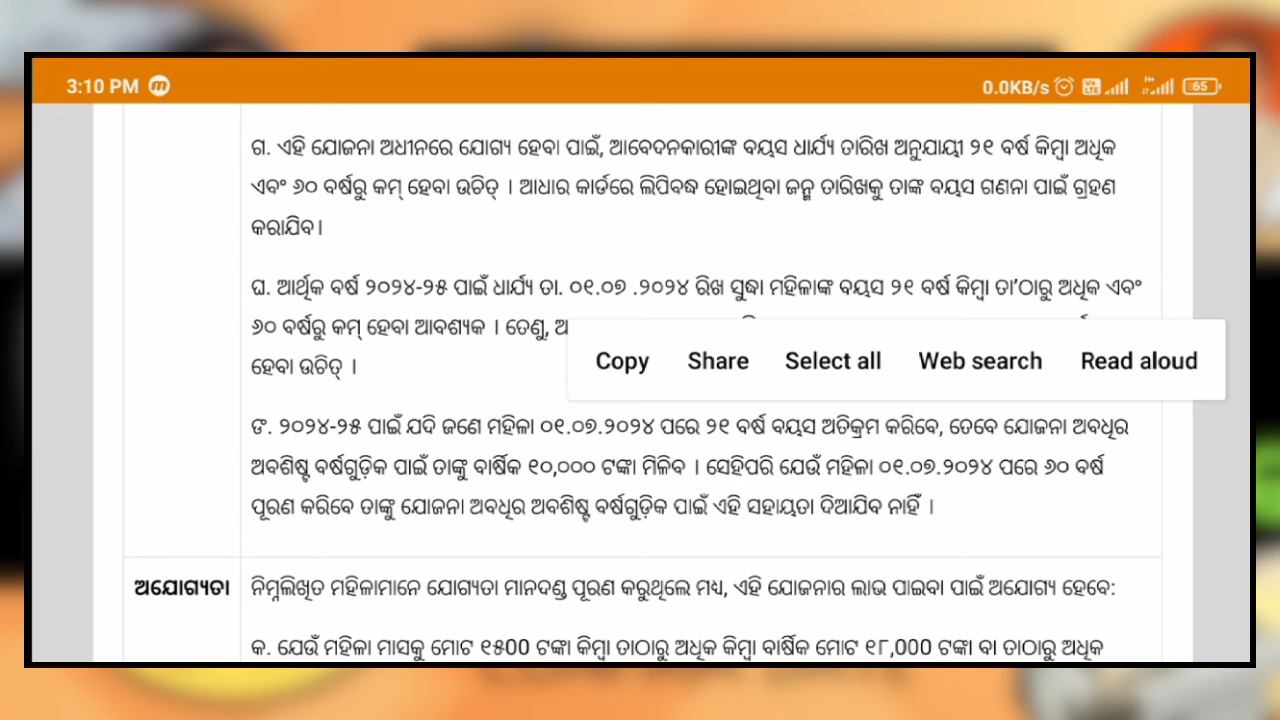 3:10 PM
0.0KB/s
65
ଗ. ଏହି ଯୋଜନା ଅଧୀନରେ ଯୋଗ୍ୟ ହେବା ପାଇଁ, ଆବେଦନକାରୀଙ୍କ ବୟସ ଧାର୍ଯ୍ୟ ତାରିଖ ଅନୁଯାୟୀ ୨୧ ବର୍ଷ କିମ୍ବା ଅଧିକ
ଏବଂ ୬୦ ବର୍ଷରୁ କମ୍ ହେବା ଉଚିତ୍ । ଆଧାର କାର୍ଡରେ ଲିପିବଦ୍ଧ ହୋଇଥିବା ଜନ୍ମ ତାରିଖକୁ ତାଙ୍କ ବୟସ ଗଣନା ପାଇଁ ଗ୍ରହଣ
କରାଯିବ।
ଘ. ଆର୍ଥିକ ବର୍ଷ ୨୦୨୪-୨୫ ପାଇଁ ଧାର୍ଯ୍ୟ ତା. ୦୧.୦୭ .୨୦୨୪ ରିଖ ସୁଦ୍ଧା ମହିଳାଙ୍କ ବୟସ ୨୧ ବର୍ଷ କିମ୍ବା ତା'ଠାରୁ ଅଧିକ ଏବଂ
୬୦ ବର୍ଷରୁ କମ୍ ହେବା ଆବଶ୍ୟକ । ତେଣୁ,
Copy Share Select all Web search Read aloud
ହେବା ଉଚିତ୍ ।
ଙ. ୨୦୨୪-୨୫ ପାଇଁ ଯଦି ଜଣେ ମହିଳା ୦୧.୦୭.୨୦୨୪ ପରେ ୨୧ ବର୍ଷ ବୟସ ଅତିକ୍ରମ କରିବେ, ତେବେ ଯୋଜନା ଅବଧିର
ଅବଶିଷ୍ଟ ବର୍ଷଗୁଡ଼ିକ ପାଇଁ ତାଙ୍କୁ ବାର୍ଷିକ ୧୦,୦୦୦ ଟଙ୍କା ମିଳିବ । ସେହିପରି ଯେଉଁ ମହିଳା ୦୧.୦୭.୨୦୨୪ ପରେ ୬୦ ବର୍ଷ
ପୂରଣ କରିବେ ତାଙ୍କୁ ଯୋଜନା ଅବଧିର ଅବଶିଷ୍ଟ ବର୍ଷଗୁଡ଼ିକ ପାଇଁ ଏହି ସହାୟତା ଦିଆଯିବ ନାହିଁ ।
ଅଯୋଗ୍ୟତା ନିମ୍ନଲିଖିତ ମହିଳାମାନେ ଯୋଗ୍ୟତା ମାନଦଣ୍ଡ ପୂରଣ କରୁଥିଲେ ମଧ୍ୟ, ଏହି ଯୋଜନାର ଲାଭ ପାଇବା ପାଇଁ ଅଯୋଗ୍ୟ ହେବେ:
କ. ଯେଉଁ ମହିଳା ମାସକୁ ମୋଟ ୧୫00 ଟଙ୍କା କିମ୍ବା ତାଠାରୁ ଅଧିକ କିମ୍ବା ବାର୍ଷିକ ମୋଟ ୧୮,000 ଟଙ୍କା ବା ତାଠାରୁ ଅଧିକ